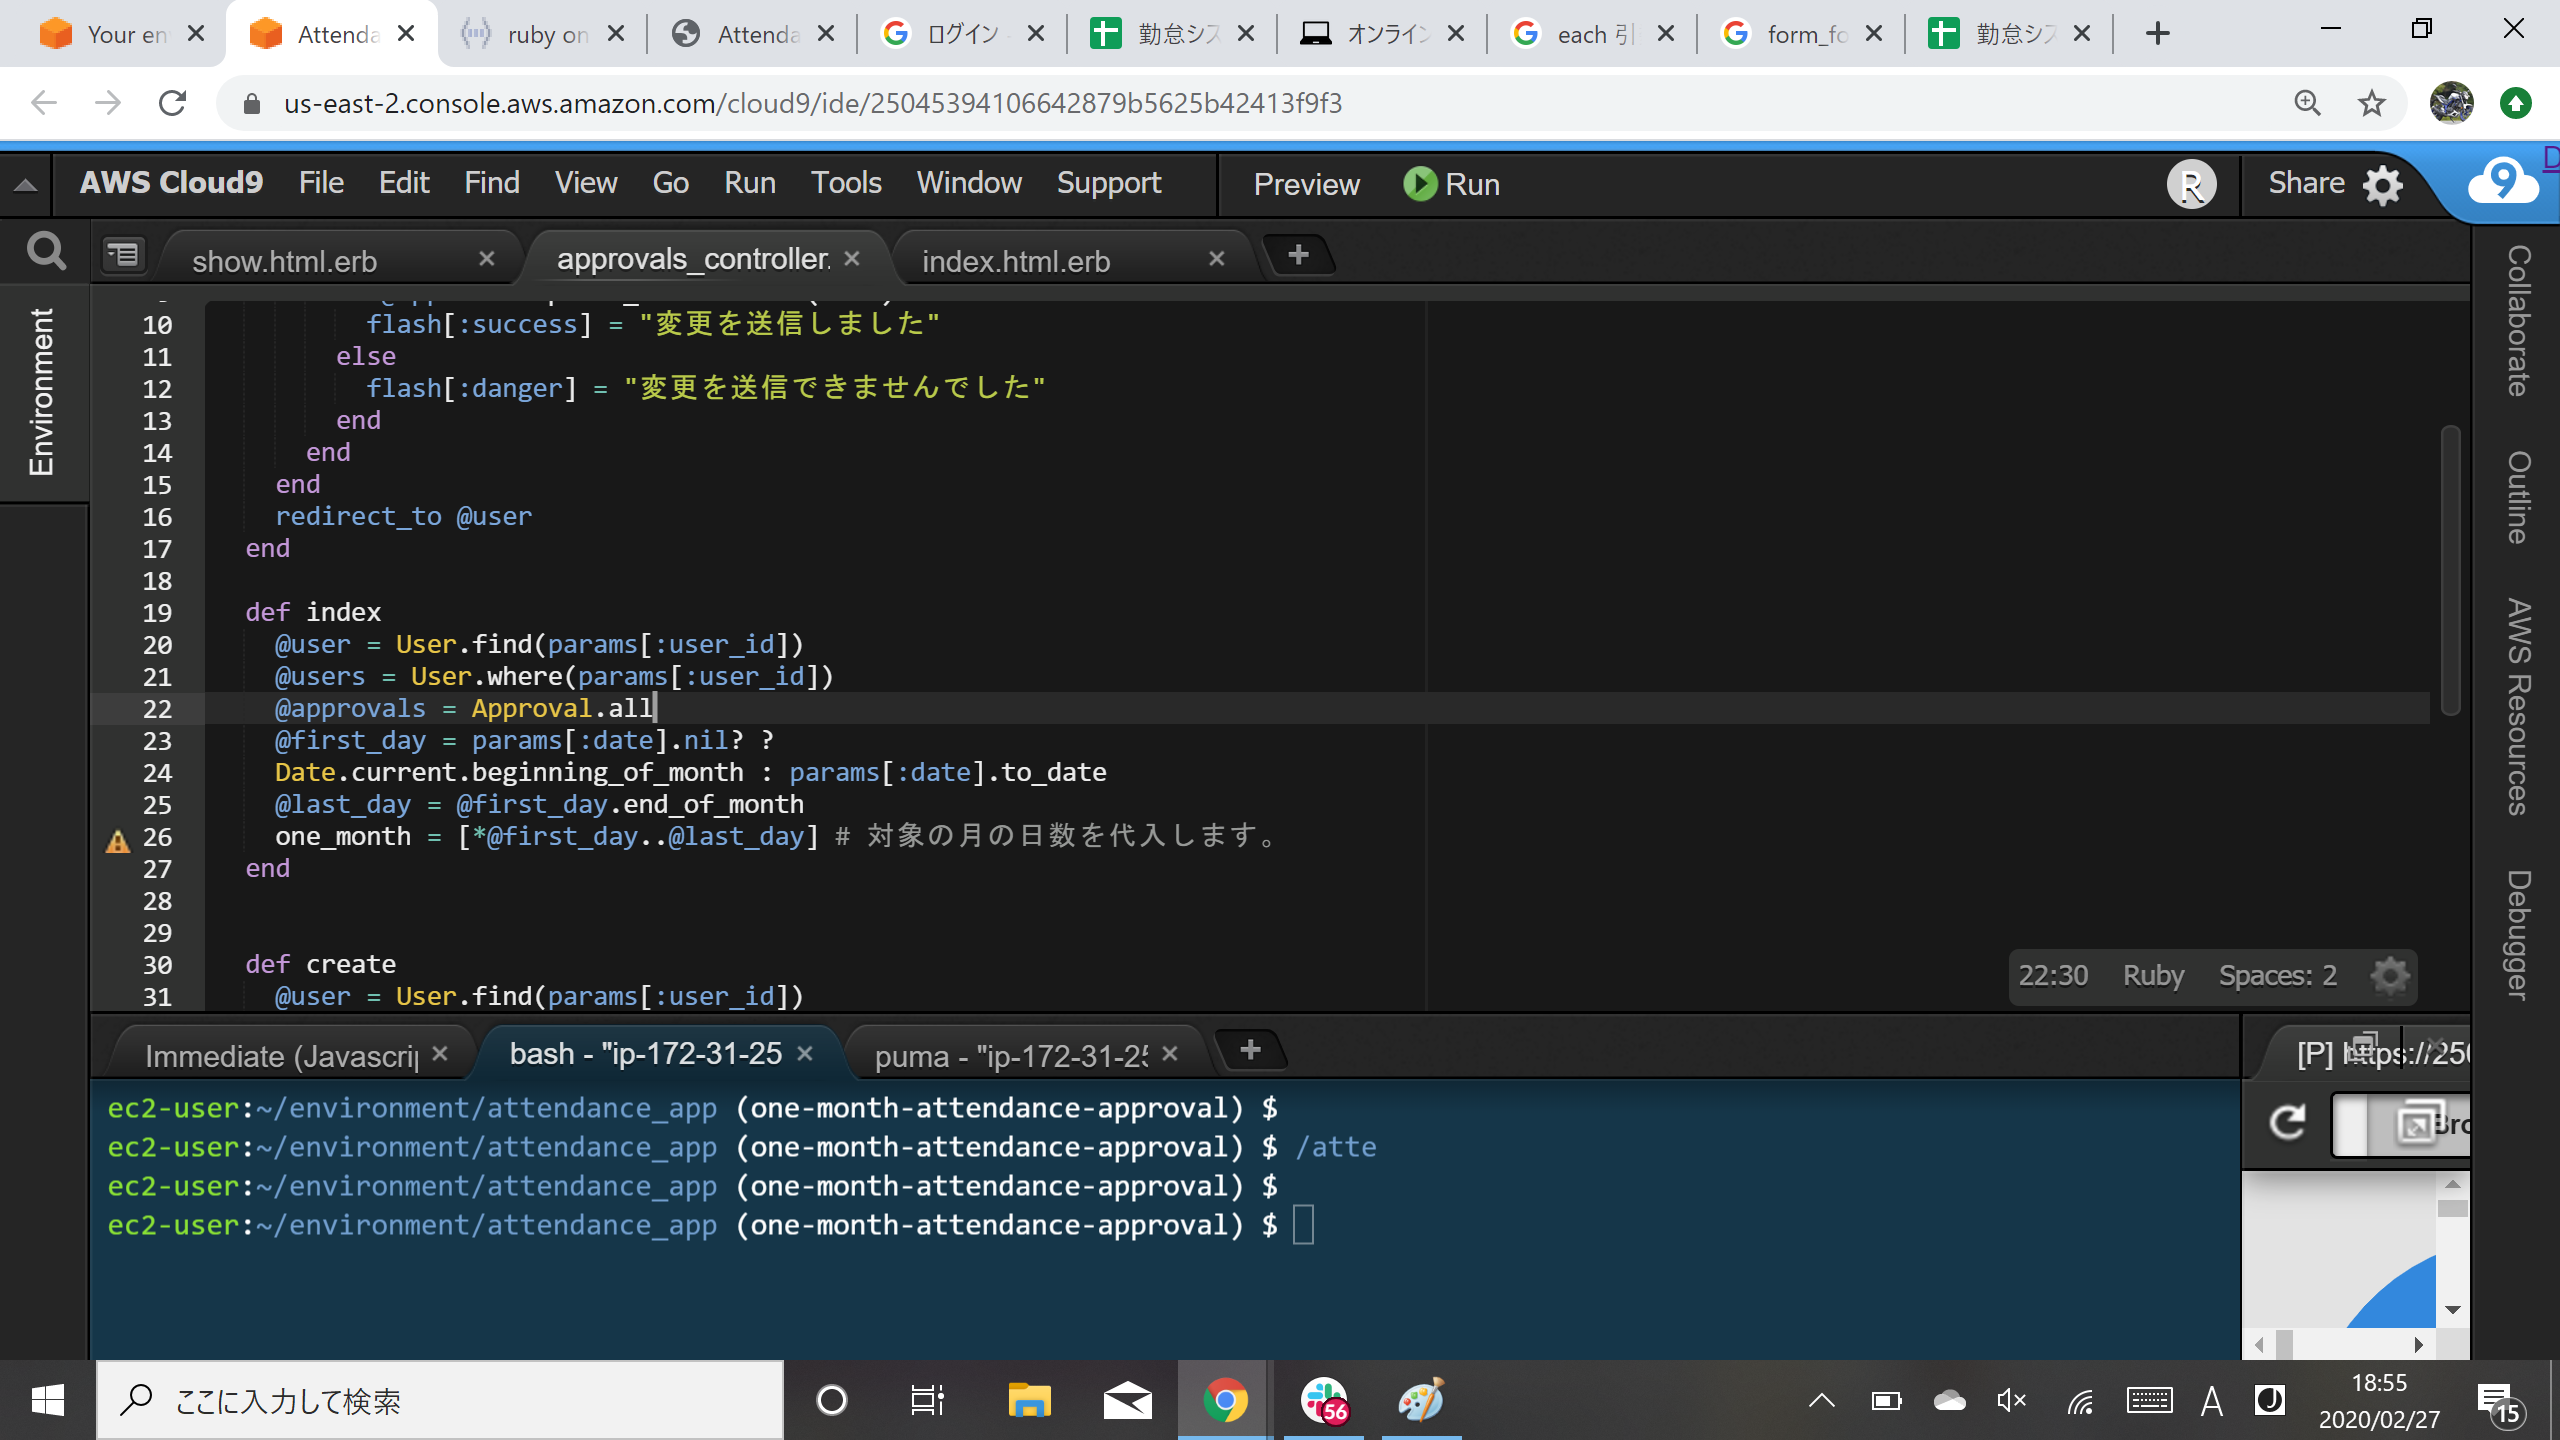 Your en
Attenda
ruby on
Attenda
ログイン
勤怠シス
オンライン
each 引
form_fo
勤怠シス
us-east-2.console.aws.amazon.com/cloud9/ide/25045394106642879b5625b42413f9f3
AWS Cloud9 File Edit Find View Go Run Tools Window Support Preview Run R Share 9 D
show.html.erb approvals_controller. index.html.erb
Environment
10 flash[:success] = "変更を送信しました"
11 else
12 flash[:danger] = "変更を送信できませんでした"
13 end
14 end
15 end
16 redirect_to @user
17 end
18
19 def index
20 @user = User.find(params[:user_id])
21 @users = User.where(params[:user_id])
22 @approvals = Approval.all
23 @first_day = params[:date].nil? ?
24 Date.current.beginning_of_month : params[:date].to_date
25 @last_day = @first_day.end_of_month
26 one_month = [*@first_day..@last_day] # 対象の月の日数を代入します。
27 end
28
29
30 def create
31 @user = User.find(params[:user_id])
22:30 Ruby Spaces: 2
Collaborate
Outline
AWS Resources
Debugger
Immediate (Javascrip bash - "ip-172-31-25 puma - "ip-172-31-25
[P] https://250
Bro
ec2-user:~/environment/attendance_app (one-month-attendance-approval) $
ec2-user:~/environment/attendance_app (one-month-attendance-approval) $ /atte
ec2-user:~/environment/attendance_app (one-month-attendance-approval) $
ec2-user:~/environment/attendance_app (one-month-attendance-approval) $
ここに入力して検索
56
A
J
18:55
2020/02/27
15